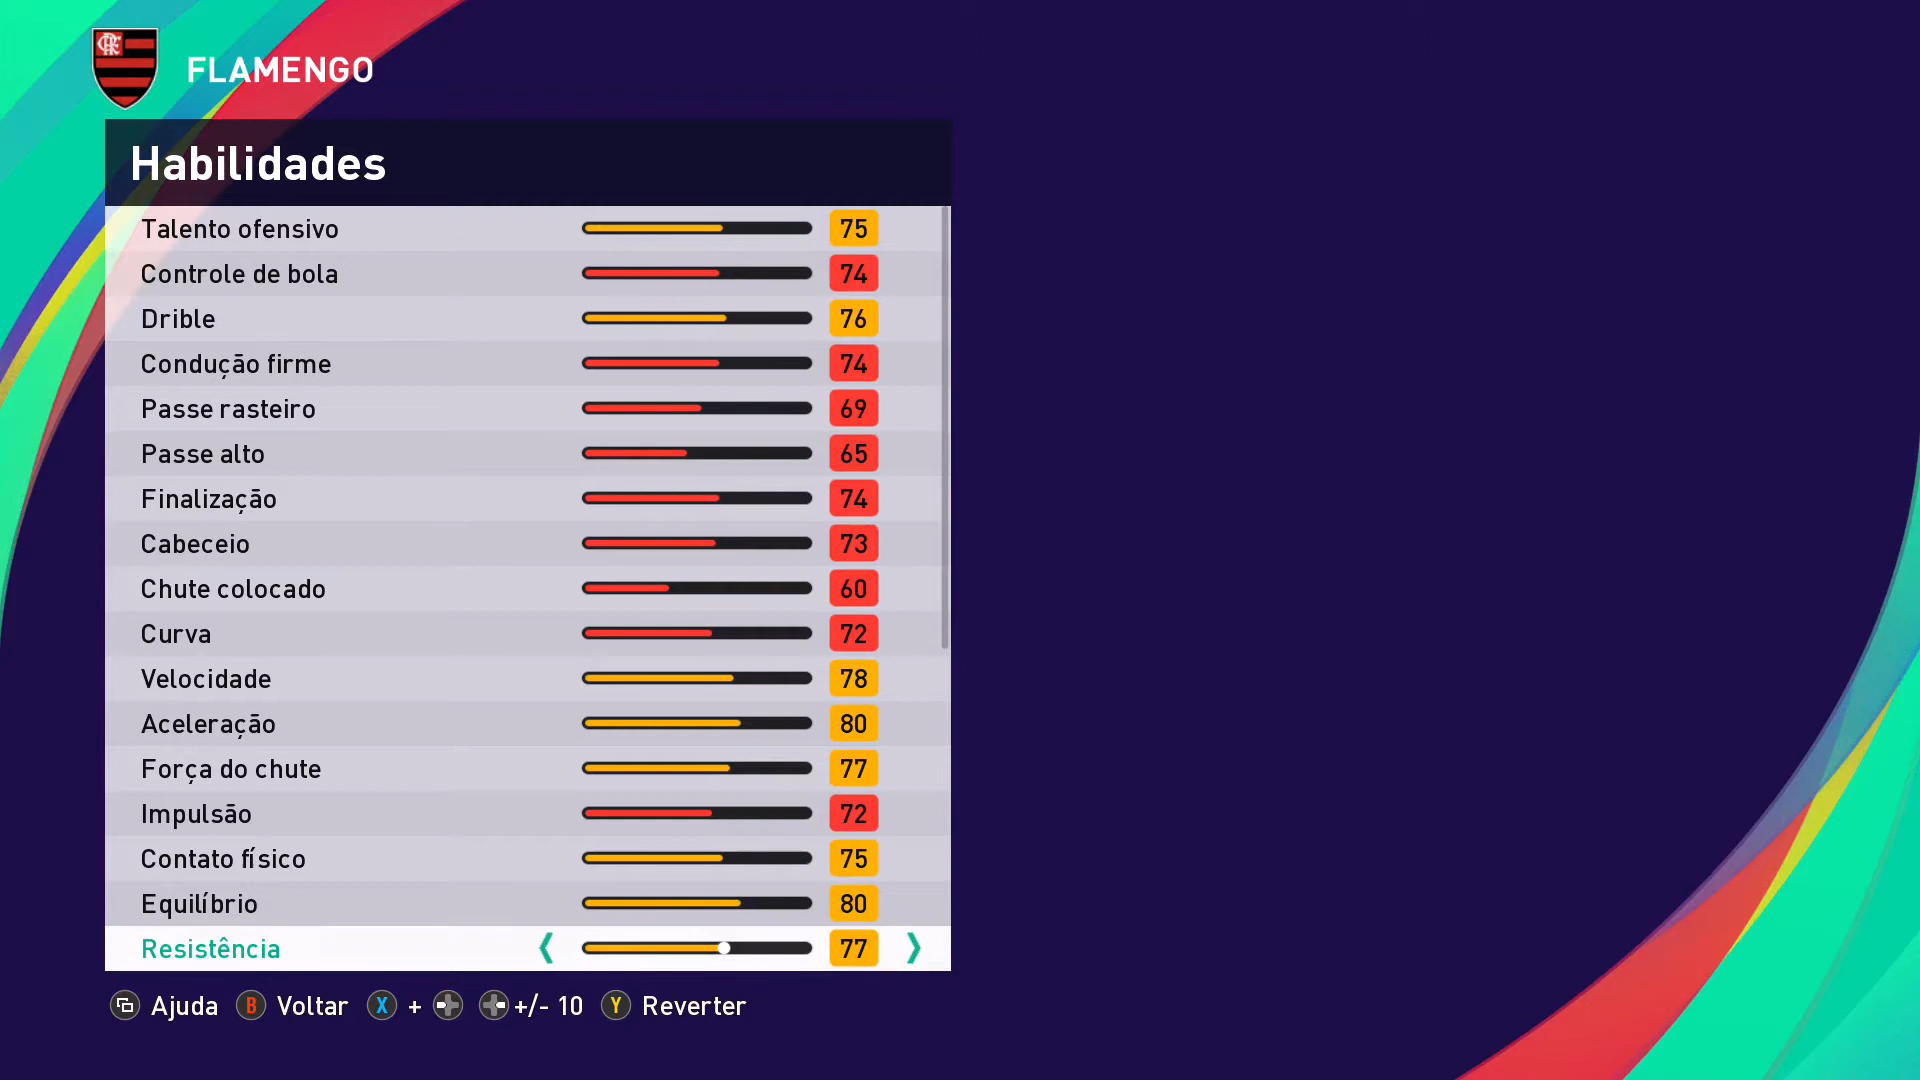 FLAMENGO
Habilidades
Talento ofensivo 75
Controle de bola 74
Drible 76
Condução firme 74
Passe rasteiro 69
Passe alto 65
Finalização 74
Cabeceio 73
Chute colocado 60
Curva 72
Velocidade 78
Aceleração 80
Força do chute 77
Impulsão 72
Contato físico 75
Equilíbrio 80
Resistência 77
Ajuda B Voltar X + +/- 10 Y Reverter